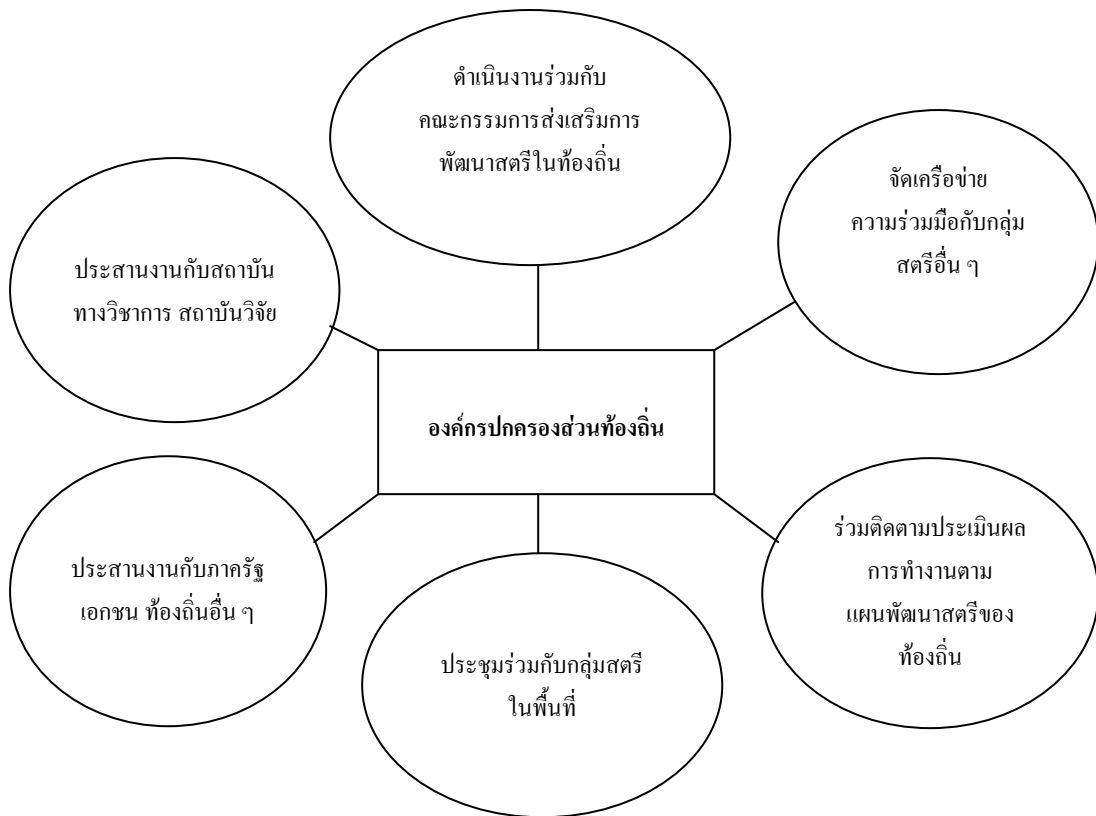 ดำเนินงานร่วมกับ
คณะกรรมการส่งเสริมการ
พัฒนาสตรีในท้องถิ่น
จัดเครือข่าย
ความร่วมมือกับกลุ่ม
สตรีอื่น ๆ
ประสานงานกับสถาบัน
ทางวิชาการ สถาบันวิจัย
องค์กรปกครองส่วนท้องถิ่น
ร่วมติดตามประเมินผล
การทำงานตาม
แผนพัฒนาสตรีของ
ท้องถิ่น
ประสานงานกับภาครัฐ
เอกชน ท้องถิ่นอื่น ๆ
ประชุมร่วมกับกลุ่มสตรี
ในพื้นที่